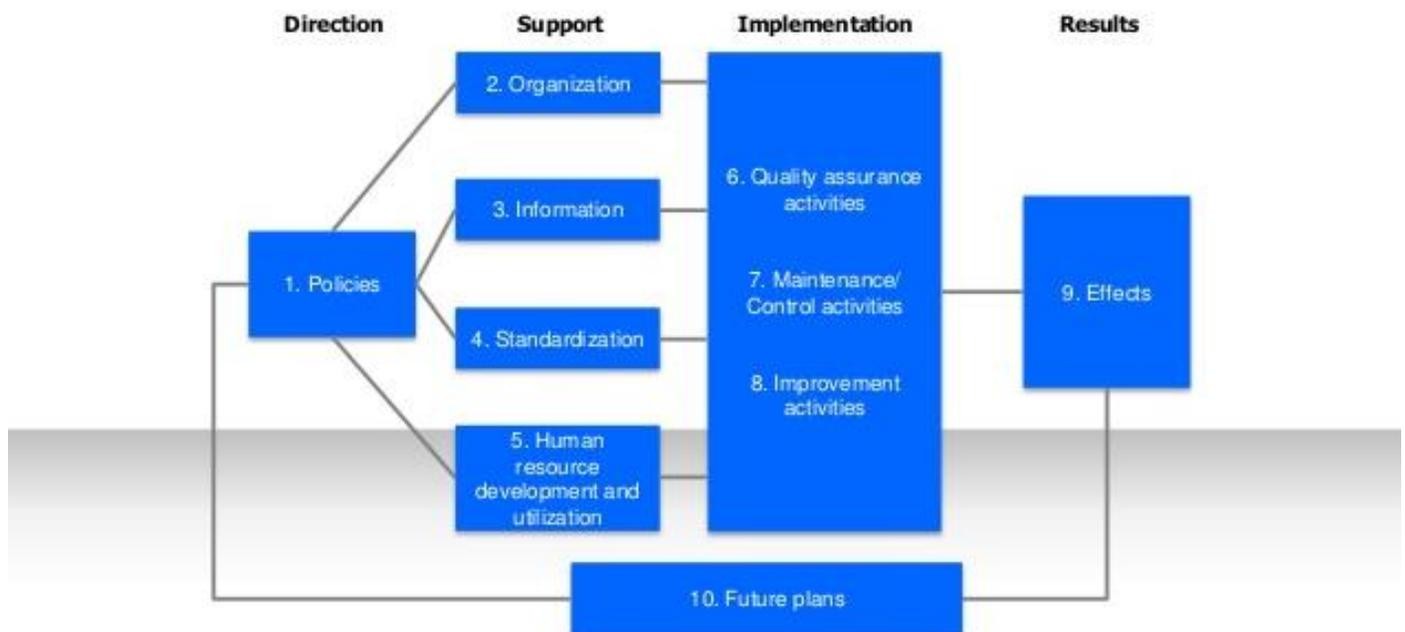 Direction
Support
Implementation
Results
1. Policies
2. Organization
3. Information
4. Standardization
5. Human
resource
development and
utilization
6. Quality assurance
activities
7. Maintenance/
Control activities
8. Improvement
activities
9. Effects
10. Future plans